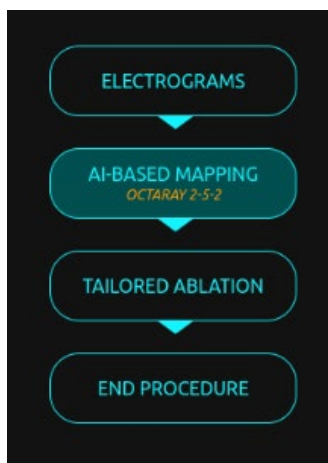 ELECTROGRAMS
AI-BASED MAPPING
OCTARAY 2-5-2
TAILORED ABLATION
END PROCEDURE